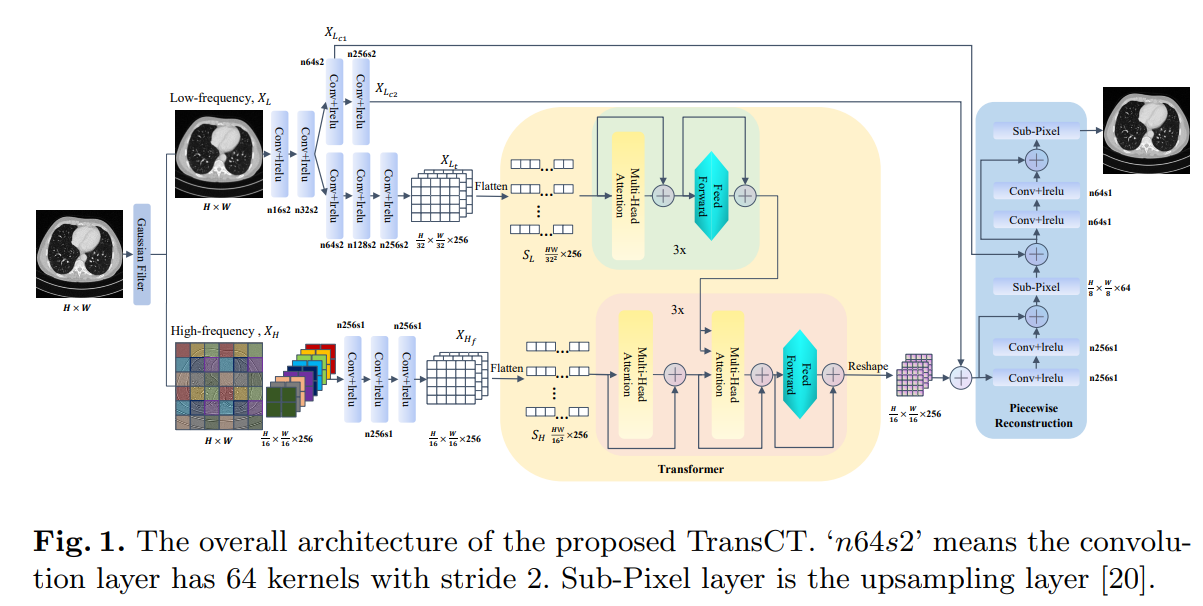 X_{L_{c1}}
n64s2
n256s2
Conv+lrelu
Conv+lrelu
X_{L_{c2}}
Low-frequency, X_L
Conv+lrelu
Conv+lrelu
H × W
n16s2 n32s2
Conv+lrelu
Conv+lrelu
Conv+lrelu
n64s2 n128s2 n256s2
X_{L_t}
H/32 × W/32 ×256
Flatten
...
...
⋮
...
S_L HW/32² ×256
Multi-Head Attention
+
Feed Forward
+
3x
Gaussian Filter
H × W
High-frequency , X_H
H × W
H/16 × W/16 ×256
n256s1
n256s1
Conv+lrelu
Conv+lrelu
Conv+lrelu
n256s1
X_{H_f}
H/16 × W/16 ×256
Flatten
...
...
⋮
...
S_H HW/16² ×256
3x
Multi-Head Attention
+
Multi-Head Attention
+
Feed Forward
+
Transformer
Reshape
H/16 × W/16 ×256
+
Sub-Pixel
+
Conv+lrelu
n64s1
Conv+lrelu
n64s1
+
Sub-Pixel
H/8 × W/8 ×64
+
Conv+lrelu
n256s1
Conv+lrelu
n256s1
Piecewise
Reconstruction
Fig. 1. The overall architecture of the proposed TransCT. ‘n64s2’ means the convolu-
tion layer has 64 kernels with stride 2. Sub-Pixel layer is the upsampling layer [20].